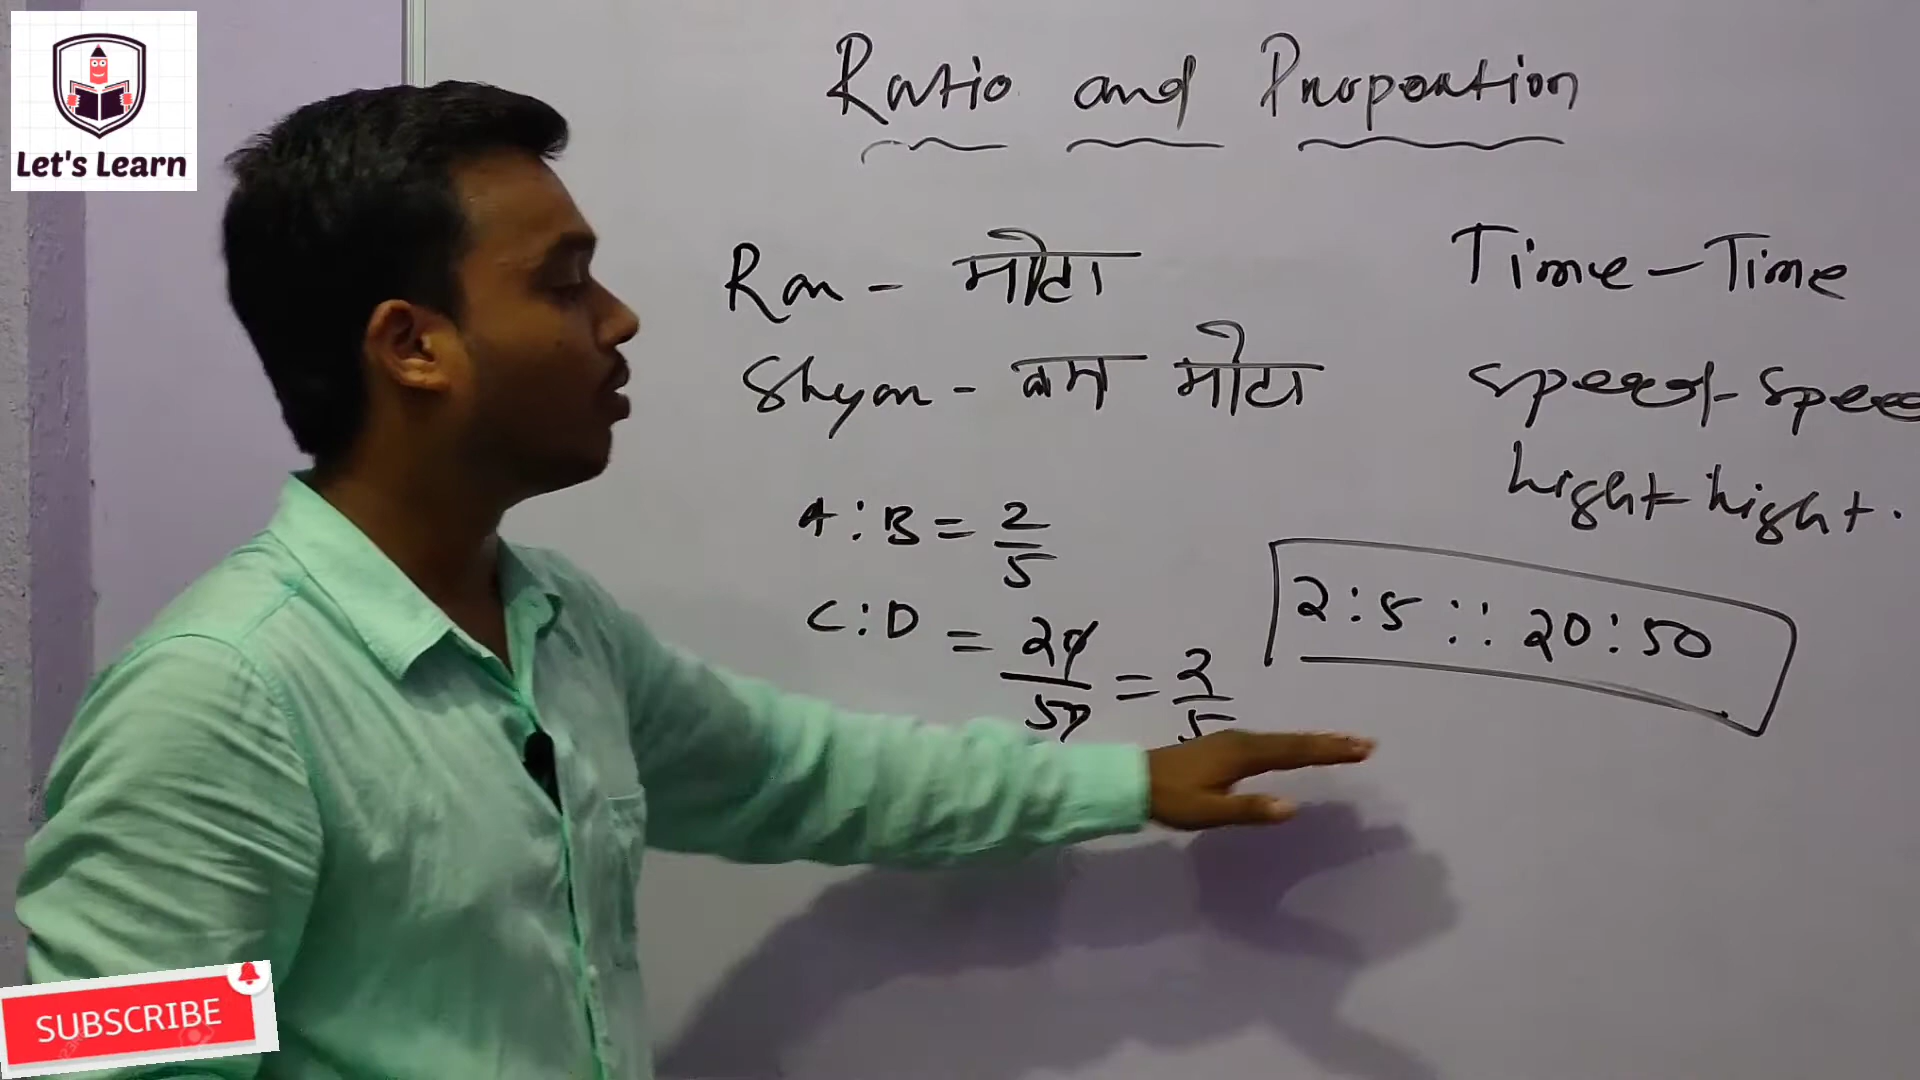 Let's Learn
Ratio and Proportion
Ram - मोटा
Shyam - कम मोटा
Time - Time
speed - speed
hight - hight.
A : B = 2/5
C : D = 20/50 = 2/5
2 : 5 :: 20 : 50
SUBSCRIBE